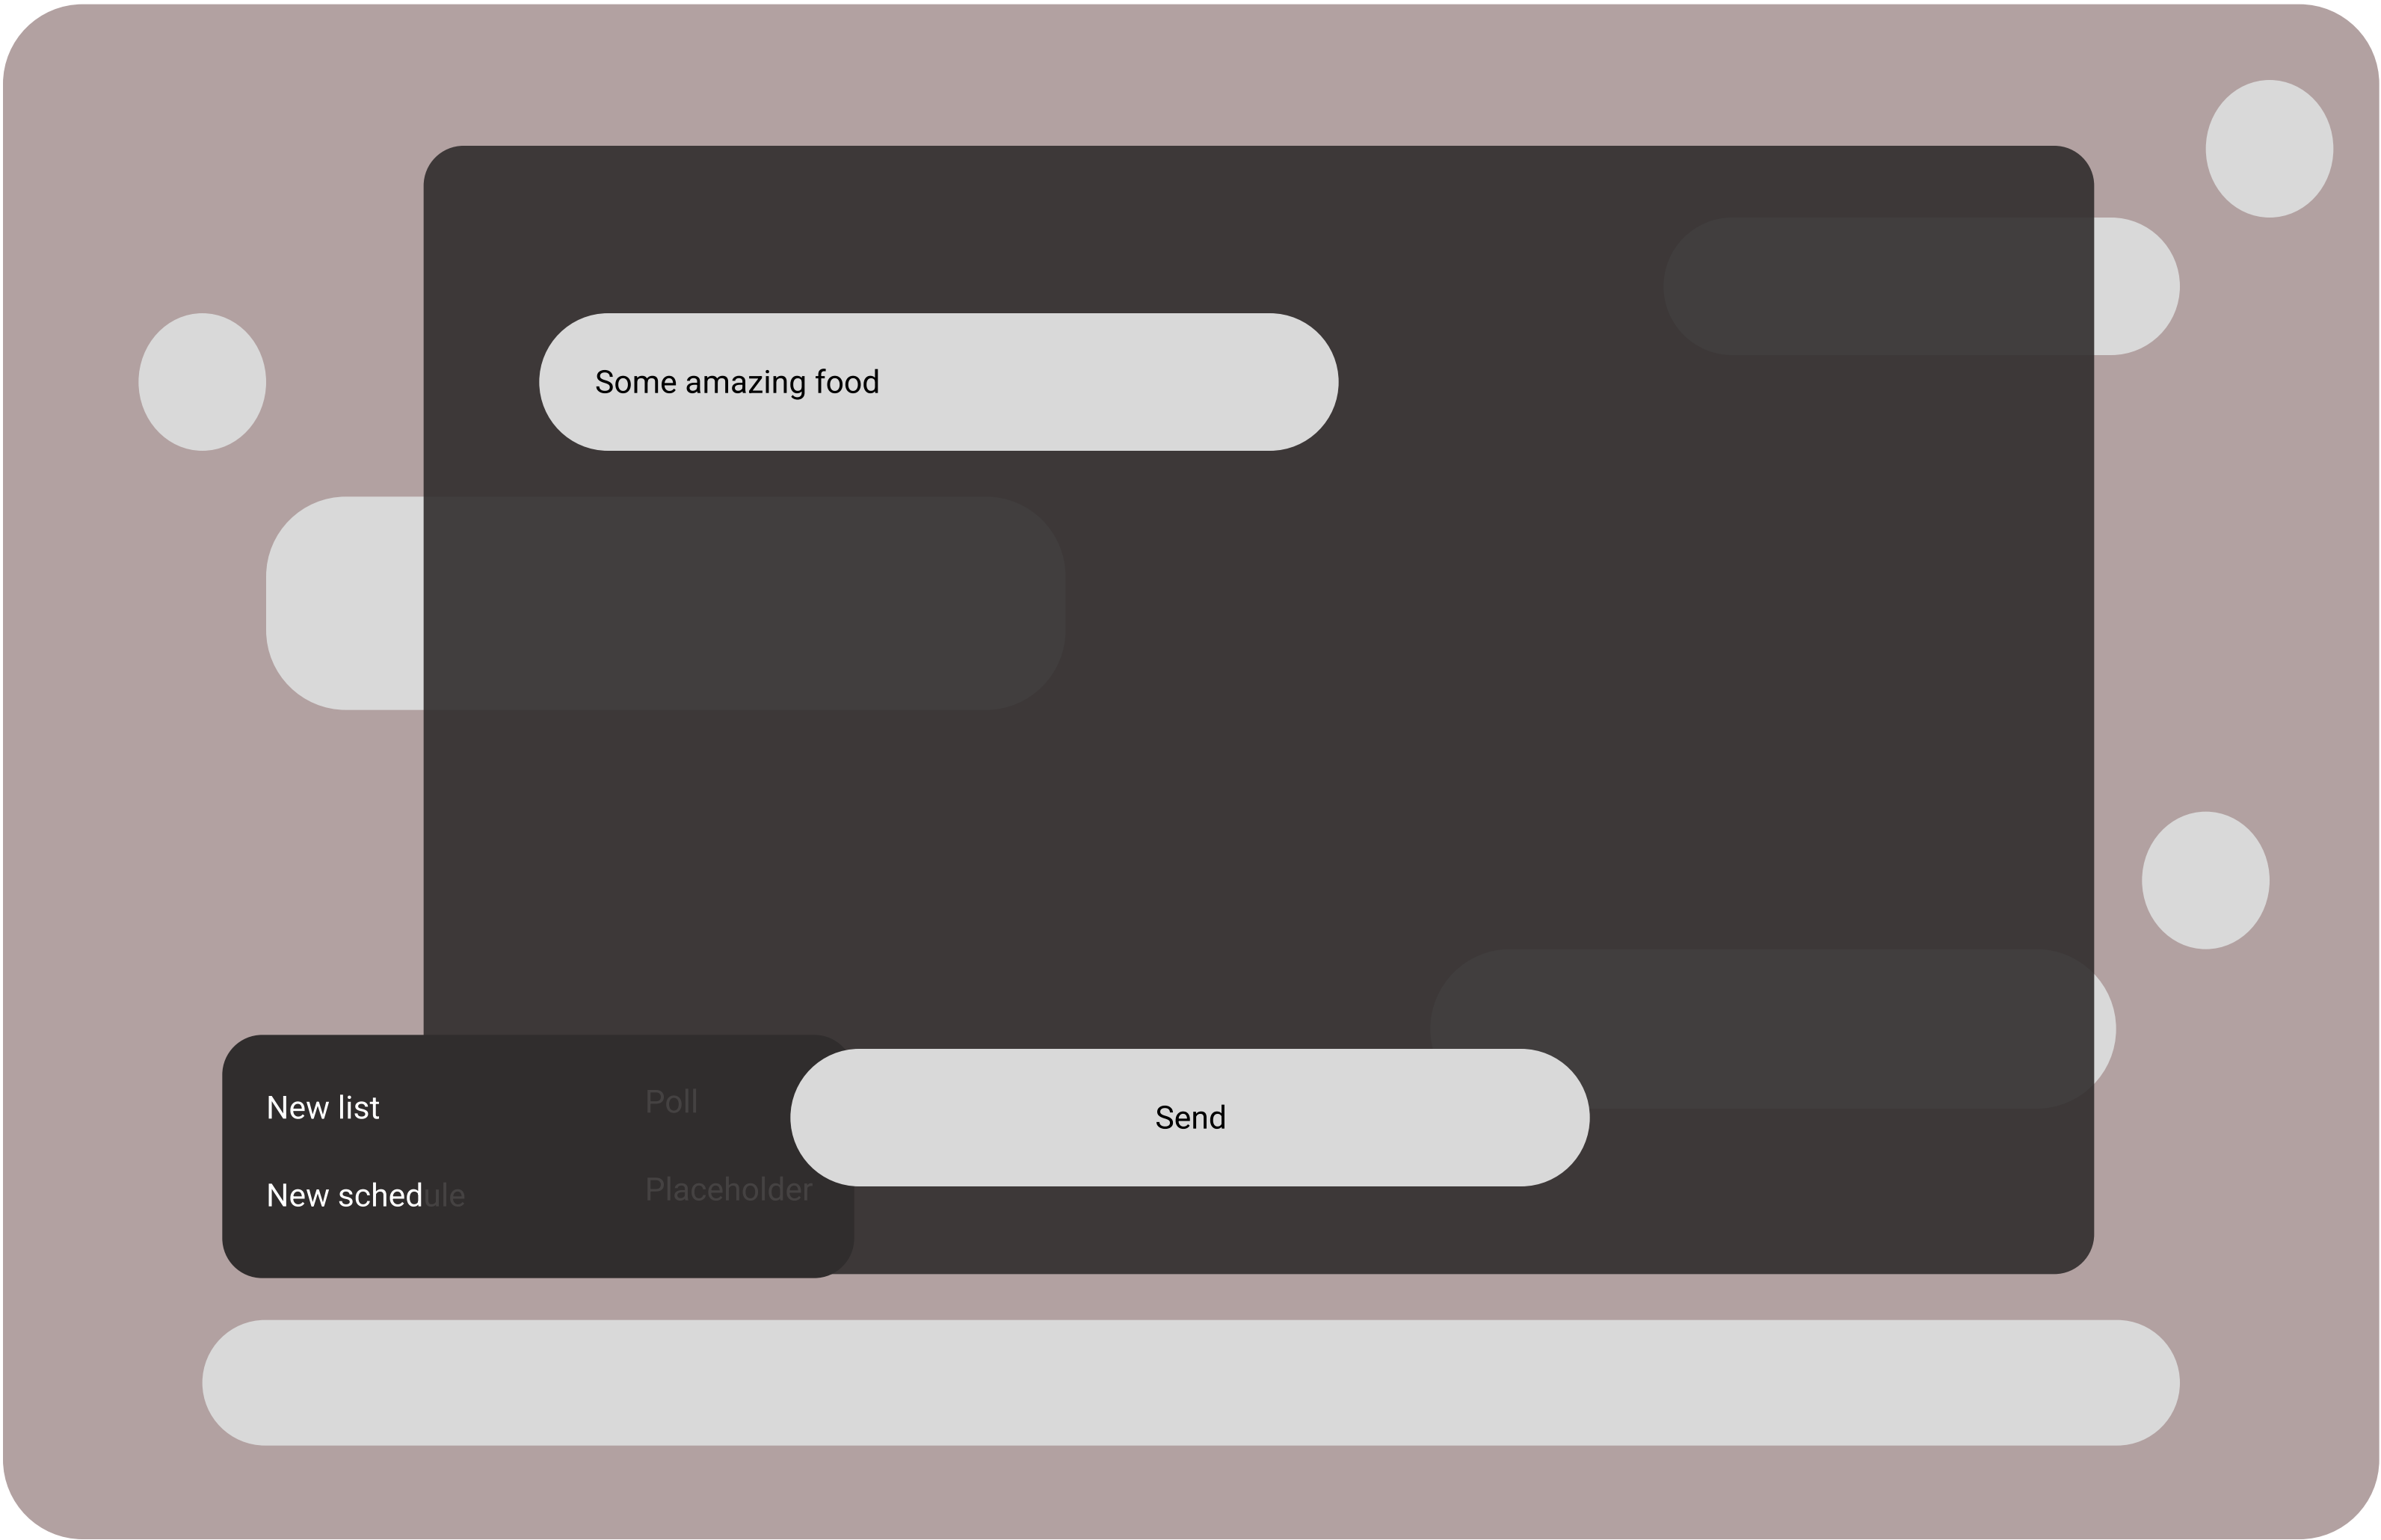 Some amazing food
New list
Poll
Send
New schedule
Placeholder